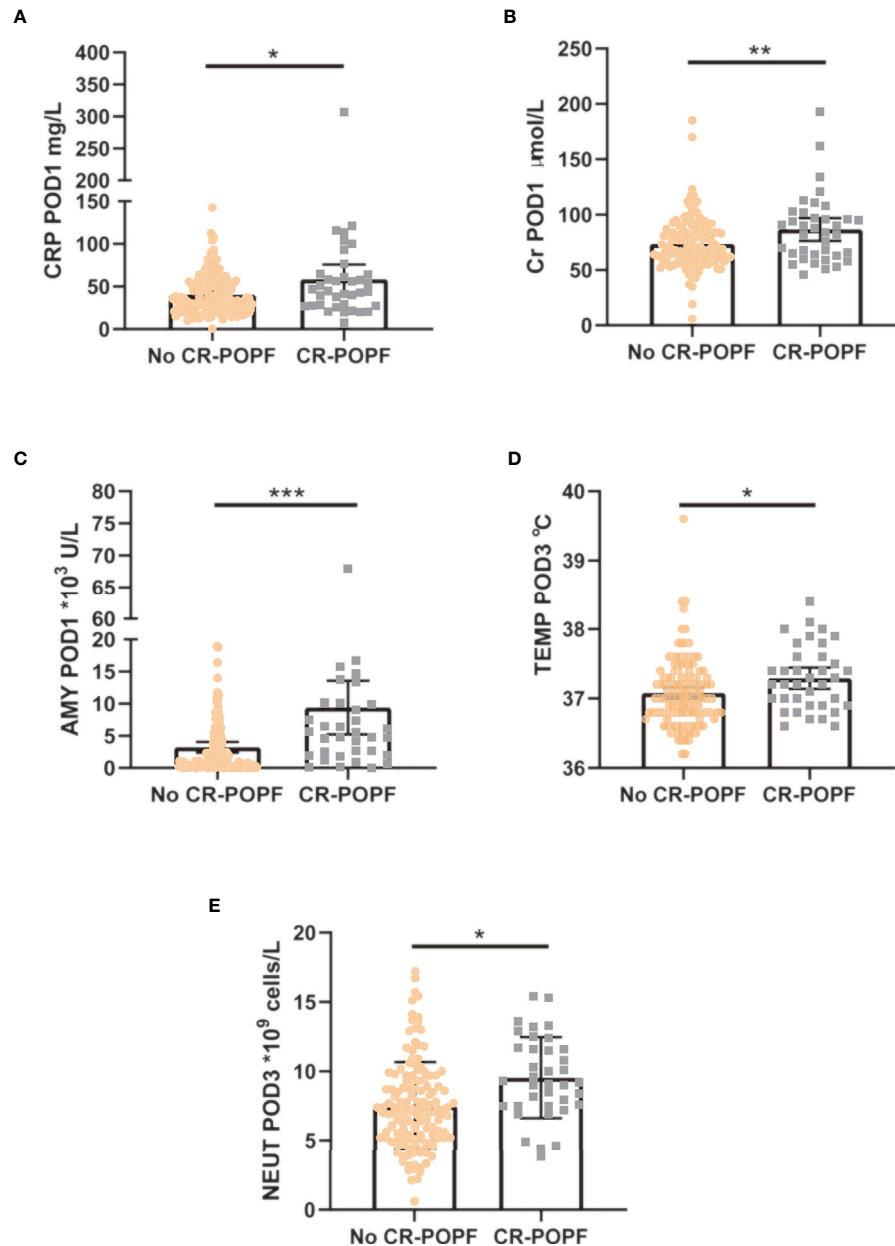 A
*
CRP POD1 mg/L
400
350
300
250
200
150
100
50
0
No CR-POPF CR-POPF
B
**
Cr POD1 μmol/L
250
200
150
100
50
0
No CR-POPF CR-POPF
C
***
AMY POD1 *10³ U/L
80
75
70
65
60
20
15
10
5
0
No CR-POPF CR-POPF
D
*
TEMP POD3 °C
40
39
38
37
36
No CR-POPF CR-POPF
E
*
NEUT POD3 *10⁹ cells/L
20
15
10
5
0
No CR-POPF CR-POPF